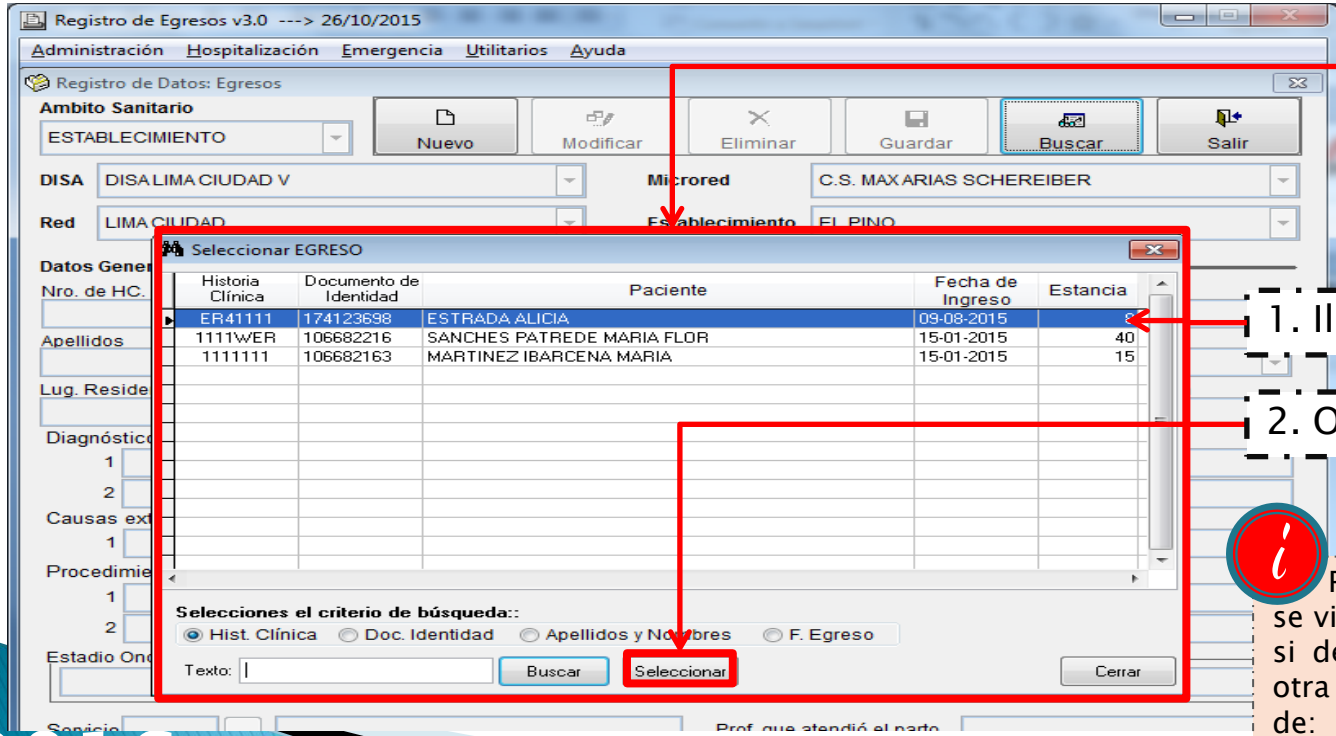 Registro de Egresos v3.0 ---> 26/10/2015
Administración Hospitalización Emergencia Utilitarios Ayuda
Registro de Datos: Egresos
Ambito Sanitario
ESTABLECIMIENTO
Nuevo Modificar Eliminar Guardar Buscar Salir
DISA DISA LIMA CIUDAD V Microred C.S. MAX ARIAS SCHEREIBER
Red LIMA CIUDAD Establecimiento EL PINO
Seleccionar EGRESO
Datos Gener
Nro. de HC.
Apellidos
Lug. Reside
Diagnóstico
1
2
Causas ext
1
Procedimie
1
2
Estadio Onc
Historia Clínica Documento de Identidad Paciente Fecha de Ingreso Estancia
ER41111 174123698 ESTRADA ALICIA 09-08-2015 8
1111WER 106682216 SANCHES PATREDE MARIA FLOR 15-01-2015 40
1111111 106682163 MARTINEZ IBARCENA MARIA 15-01-2015 15
Selecciones el criterio de búsqueda::
Hist. Clínica Doc. Identidad Apellidos y Nombres F. Egreso
Texto: Buscar Seleccionar Cerrar
Servicio Prof. que atendió el parto
1. Il
2. O
i
se vi
si de
otra
de: